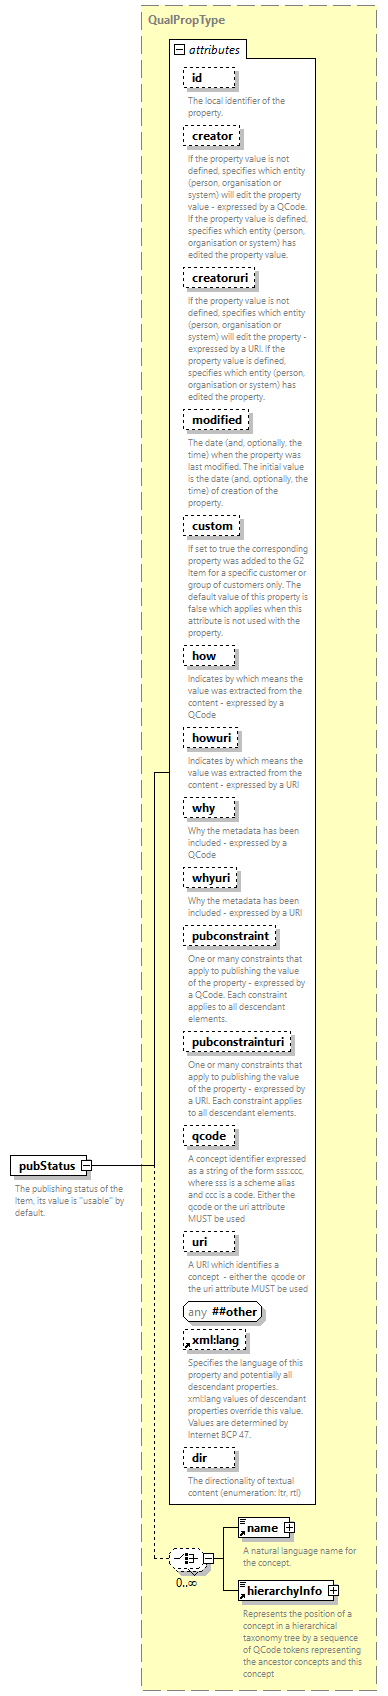 QualPropType
attributes
id
The local identifier of the
property.
creator
If the property value is not
defined, specifies which entity
(person, organisation or
system) will edit the property
value - expressed by a QCode.
If the property value is defined,
specifies which entity (person,
organisation or system) has
edited the property value.
creatoruri
If the property value is not
defined, specifies which entity
(person, organisation or
system) will edit the property -
expressed by a URI. If the
property value is defined,
specifies which entity (person,
organisation or system) has
edited the property.
modified
The date (and, optionally, the
time) when the property was
last modified. The initial value
is the date (and, optionally, the
time) of creation of the
property.
custom
If set to true the corresponding
property was added to the G2
Item for a specific customer or
group of customers only. The
default value of this property is
false which applies when this
attribute is not used with the
property.
how
Indicates by which means the
value was extracted from the
content - expressed by a
QCode
howuri
Indicates by which means the
value was extracted from the
content - expressed by a URI
why
Why the metadata has been
included - expressed by a
QCode
whyuri
Why the metadata has been
included - expressed by a URI
pubconstraint
One or many constraints that
apply to publishing the value
of the property - expressed by
a QCode. Each constraint
applies to all descendant
elements.
pubconstrainturi
One or many constraints that
apply to publishing the value
of the property - expressed by
a URI. Each constraint applies
to all descendant elements.
qcode
A concept identifier expressed
as a string of the form sss:ccc,
where sss is a scheme alias
and ccc is a code. Either the
qcode or the uri attribute
MUST be used
uri
A URI which identifies a
concept - either the qcode or
the uri attribute MUST be used
any ##other
xml:lang
Specifies the language of this
property and potentially all
descendant properties.
xml:lang values of descendant
properties override this value.
Values are determined by
Internet BCP 47.
dir
The directionality of textual
content (enumeration: ltr, rtl)
pubStatus
The publishing status of the
Item, its value is "usable" by
default.
0..∞
name
A natural language name for
the concept.
hierarchyInfo
Represents the position of a
concept in a hierarchical
taxonomy tree by a sequence
of QCode tokens representing
the ancestor concepts and this
concept